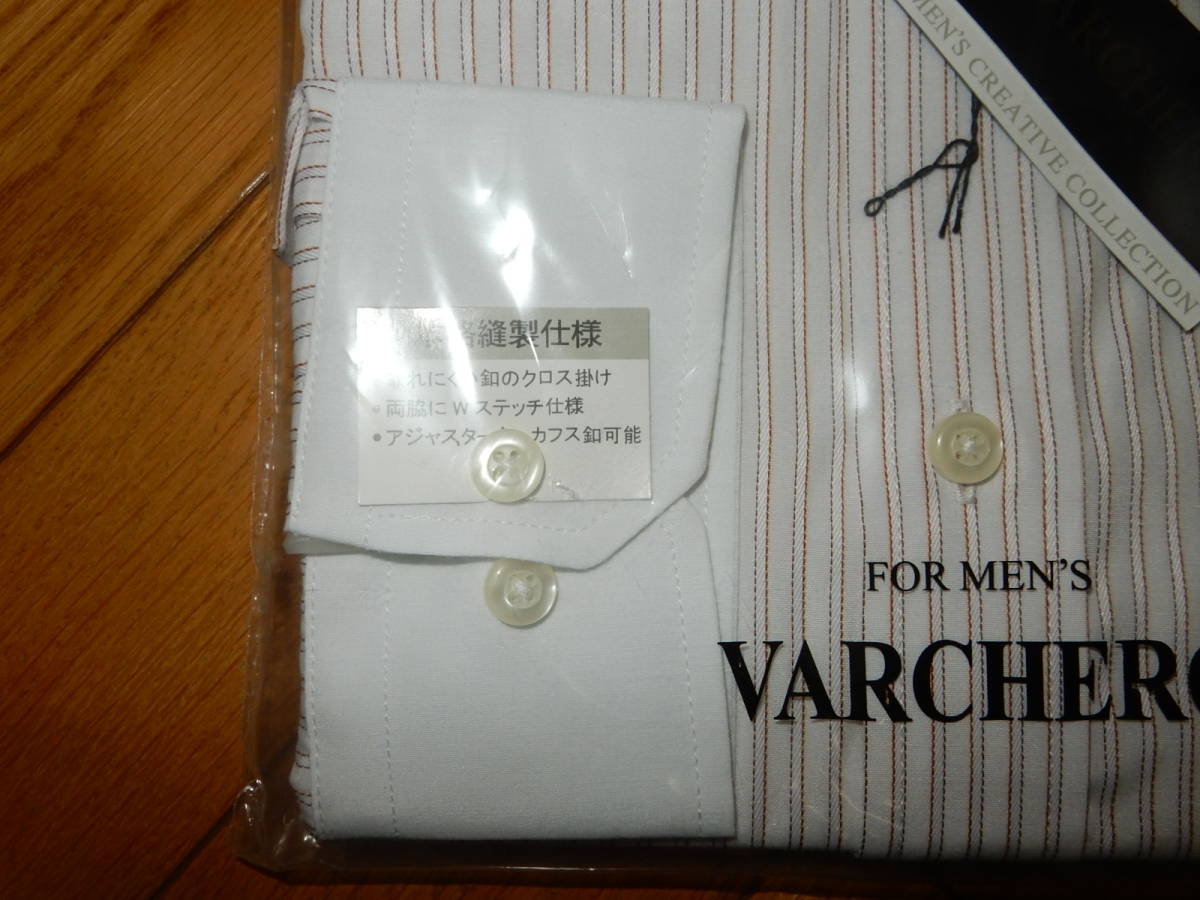 MEN'S CREATIVE COLLECTION
縫製仕様
れにくい釦のクロス掛け
• 両脇に W ステッチ仕様
• アジャスター カフス釦可能
FOR MEN'S
VARCHERO